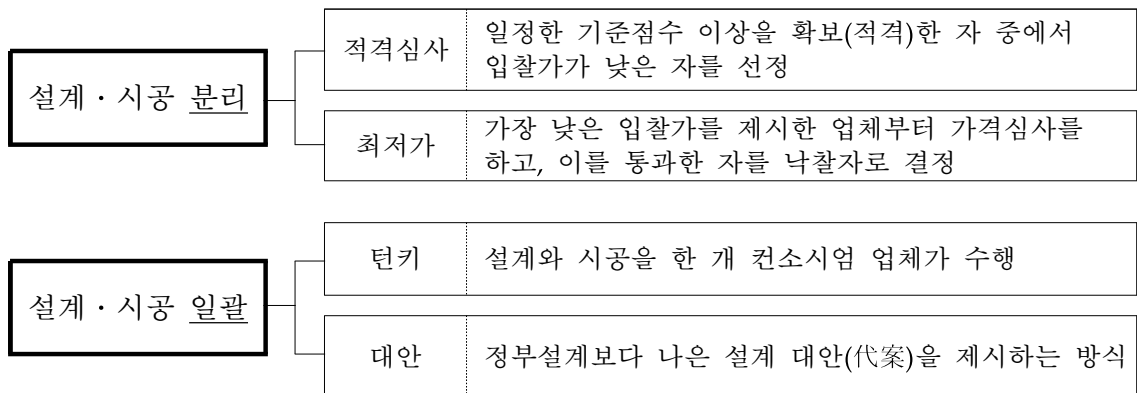 설계·시공 분리
적격심사
일정한 기준점수 이상을 확보(적격)한 자 중에서
입찰가가 낮은 자를 선정
최저가
가장 낮은 입찰가를 제시한 업체부터 가격심사를
하고, 이를 통과한 자를 낙찰자로 결정
설계·시공 일괄
턴키
설계와 시공을 한 개 컨소시엄 업체가 수행
대안
정부설계보다 나은 설계 대안(代案)을 제시하는 방식